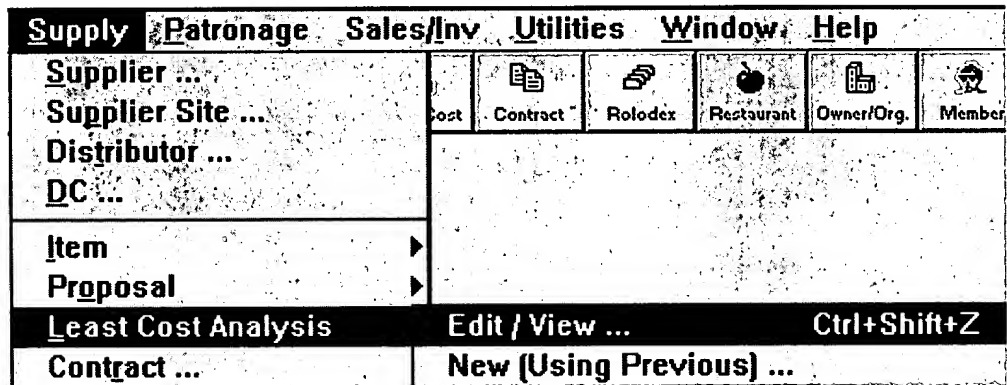 Supply Patronage Sales/Inv Utilities Window Help
Supplier ...
Supplier Site ...
Distributor ...
DC ...
Cost Contract Rolodex Restaurant Owner/Org. Member
Item
Proposal
Least Cost Analysis Edit / View ... Ctrl+Shift+Z
Contract ... New (Using Previous) ...